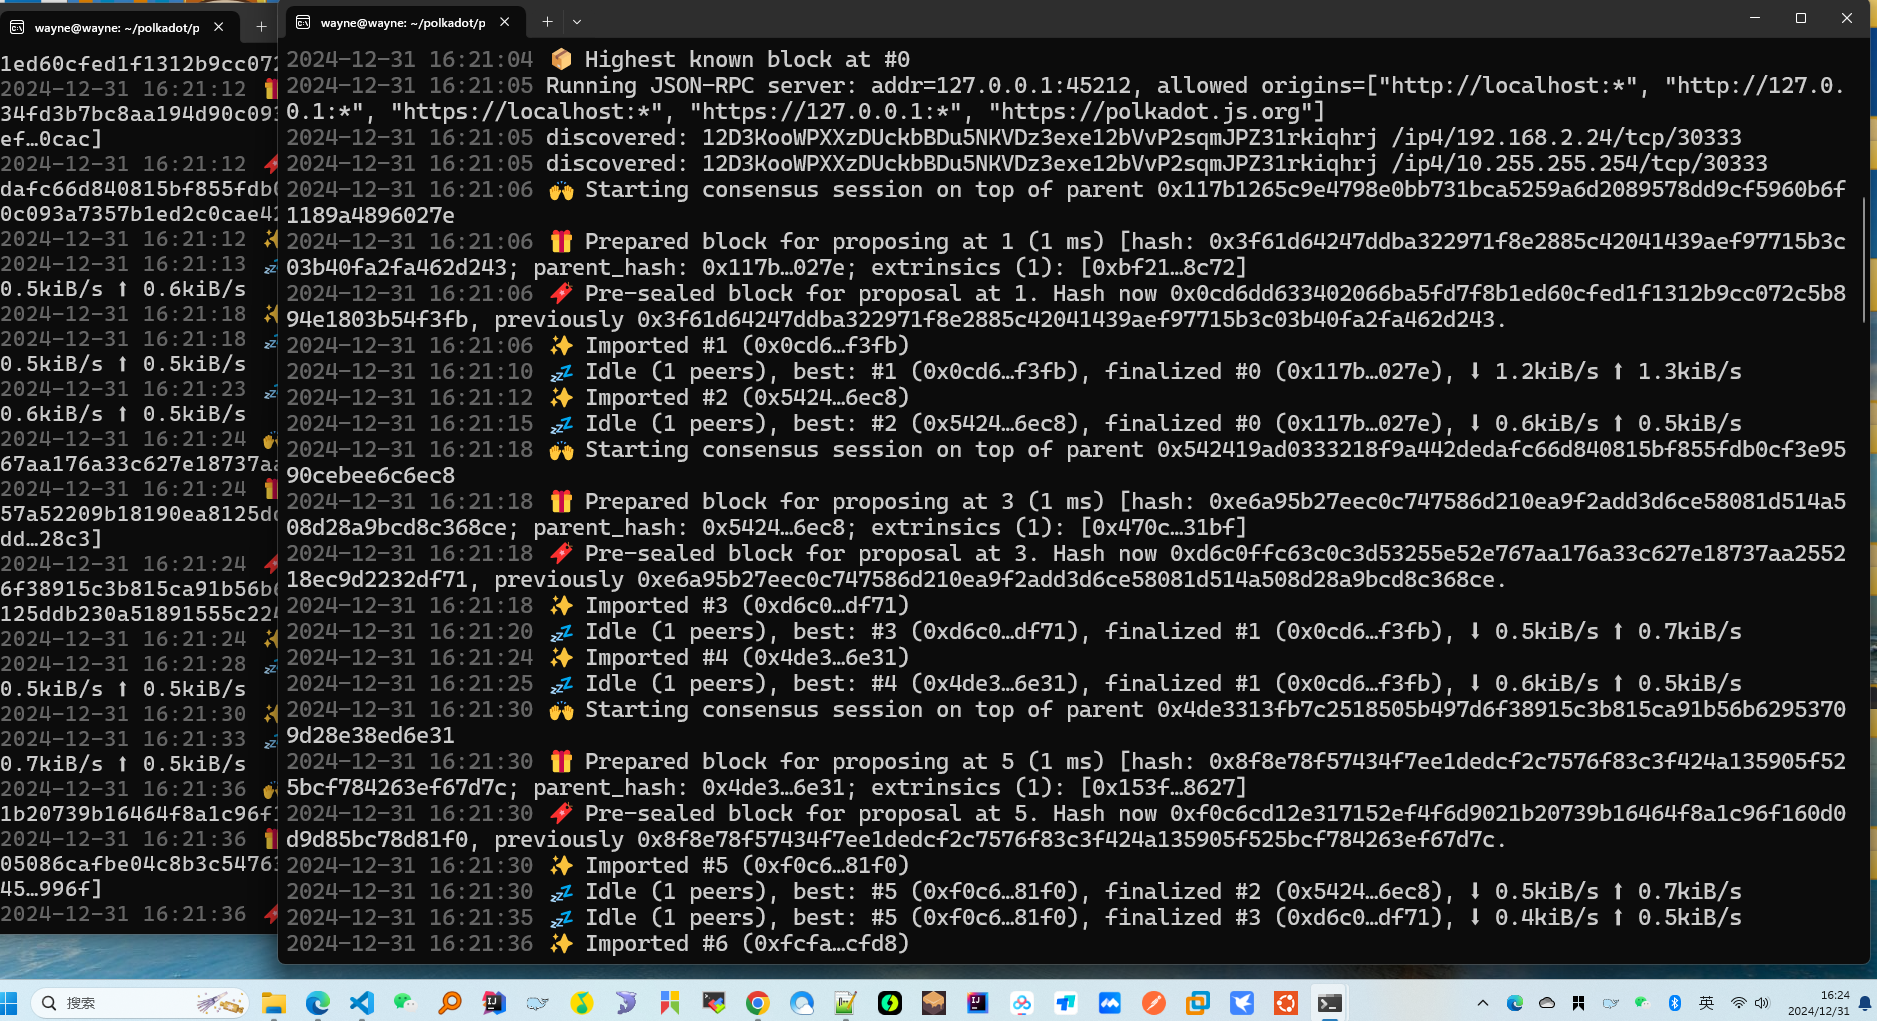 wayne@wayne: ~/polkadot/p
1ed60cfed1f1312b9cc072
2024-12-31 16:21:12
34fd3b7bc8aa194d90c093
ef…0cac]
2024-12-31 16:21:12
dafc66d840815bf855fdb0
0c093a7357b1ed2c0cae42
2024-12-31 16:21:12
2024-12-31 16:21:13
0.5kiB/s ⬆ 0.6kiB/s
2024-12-31 16:21:18
2024-12-31 16:21:18
0.5kiB/s ⬆ 0.5kiB/s
2024-12-31 16:21:23
0.6kiB/s ⬆ 0.5kiB/s
2024-12-31 16:21:24
67aa176a33c627e18737aa
2024-12-31 16:21:24
57a52209b18190ea8125dd
dd…28c3]
2024-12-31 16:21:24
6f38915c3b815ca91b56b6
125ddb230a51891555c224
2024-12-31 16:21:24
2024-12-31 16:21:28
0.5kiB/s ⬆ 0.5kiB/s
2024-12-31 16:21:30
2024-12-31 16:21:33
0.7kiB/s ⬆ 0.5kiB/s
2024-12-31 16:21:36
1b20739b16464f8a1c96f1
2024-12-31 16:21:36
05086cafbe04c8b3c54763
45…996f]
2024-12-31 16:21:36
wayne@wayne: ~/polkadot/p
2024-12-31 16:21:04 📦 Highest known block at #0
2024-12-31 16:21:05 Running JSON-RPC server: addr=127.0.0.1:45212, allowed origins=["http://localhost:*", "http://127.0.
0.1:*", "https://localhost:*", "https://127.0.0.1:*", "https://polkadot.js.org"]
2024-12-31 16:21:05 discovered: 12D3KooWPXXzDUckbBDu5NKVDz3exe12bVvP2sqmJPZ31rkiqhrj /ip4/192.168.2.24/tcp/30333
2024-12-31 16:21:05 discovered: 12D3KooWPXXzDUckbBDu5NKVDz3exe12bVvP2sqmJPZ31rkiqhrj /ip4/10.255.255.254/tcp/30333
2024-12-31 16:21:06 🙌 Starting consensus session on top of parent 0x117b1265c9e4798e0bb731bca5259a6d2089578dd9cf5960b6f
1189a4896027e
2024-12-31 16:21:06 🎁 Prepared block for proposing at 1 (1 ms) [hash: 0x3f61d64247ddba322971f8e2885c42041439aef97715b3c
03b40fa2fa462d243; parent_hash: 0x117b…027e; extrinsics (1): [0xbf21…8c72]
2024-12-31 16:21:06 🧨 Pre-sealed block for proposal at 1. Hash now 0x0cd6dd633402066ba5fd7f8b1ed60cfed1f1312b9cc072c5b8
94e1803b54f3fb, previously 0x3f61d64247ddba322971f8e2885c42041439aef97715b3c03b40fa2fa462d243.
2024-12-31 16:21:06 ✨ Imported #1 (0x0cd6…f3fb)
2024-12-31 16:21:10 💤 Idle (1 peers), best: #1 (0x0cd6…f3fb), finalized #0 (0x117b…027e), ⬇ 1.2kiB/s ⬆ 1.3kiB/s
2024-12-31 16:21:12 ✨ Imported #2 (0x5424…6ec8)
2024-12-31 16:21:15 💤 Idle (1 peers), best: #2 (0x5424…6ec8), finalized #0 (0x117b…027e), ⬇ 0.6kiB/s ⬆ 0.5kiB/s
2024-12-31 16:21:18 🙌 Starting consensus session on top of parent 0x542419ad0333218f9a442dedafc66d840815bf855fdb0cf3e95
90cebee6c6ec8
2024-12-31 16:21:18 🎁 Prepared block for proposing at 3 (1 ms) [hash: 0xe6a95b27eec0c747586d210ea9f2add3d6ce58081d514a5
08d28a9bcd8c368ce; parent_hash: 0x5424…6ec8; extrinsics (1): [0x470c…31bf]
2024-12-31 16:21:18 🧨 Pre-sealed block for proposal at 3. Hash now 0xd6c0ffc63c0c3d53255e52e767aa176a33c627e18737aa2552
18ec9d2232df71, previously 0xe6a95b27eec0c747586d210ea9f2add3d6ce58081d514a508d28a9bcd8c368ce.
2024-12-31 16:21:18 ✨ Imported #3 (0xd6c0…df71)
2024-12-31 16:21:20 💤 Idle (1 peers), best: #3 (0xd6c0…df71), finalized #1 (0x0cd6…f3fb), ⬇ 0.5kiB/s ⬆ 0.7kiB/s
2024-12-31 16:21:24 ✨ Imported #4 (0x4de3…6e31)
2024-12-31 16:21:25 💤 Idle (1 peers), best: #4 (0x4de3…6e31), finalized #1 (0x0cd6…f3fb), ⬇ 0.6kiB/s ⬆ 0.5kiB/s
2024-12-31 16:21:30 🙌 Starting consensus session on top of parent 0x4de3313fb7c2518505b497d6f38915c3b815ca91b56b6295370
9d28e38ed6e31
2024-12-31 16:21:30 🎁 Prepared block for proposing at 5 (1 ms) [hash: 0x8f8e78f57434f7ee1dedcf2c7576f83c3f424a135905f52
5bcf784263ef67d7c; parent_hash: 0x4de3…6e31; extrinsics (1): [0x153f…8627]
2024-12-31 16:21:30 🧨 Pre-sealed block for proposal at 5. Hash now 0xf0c6cd12e317152ef4f6d9021b20739b16464f8a1c96f160d0
d9d85bc78d81f0, previously 0x8f8e78f57434f7ee1dedcf2c7576f83c3f424a135905f525bcf784263ef67d7c.
2024-12-31 16:21:30 ✨ Imported #5 (0xf0c6…81f0)
2024-12-31 16:21:30 💤 Idle (1 peers), best: #5 (0xf0c6…81f0), finalized #2 (0x5424…6ec8), ⬇ 0.5kiB/s ⬆ 0.7kiB/s
2024-12-31 16:21:35 💤 Idle (1 peers), best: #5 (0xf0c6…81f0), finalized #3 (0xd6c0…df71), ⬇ 0.4kiB/s ⬆ 0.5kiB/s
2024-12-31 16:21:36 ✨ Imported #6 (0xfcfa…cfd8)
搜索
英
16:24
2024/12/31